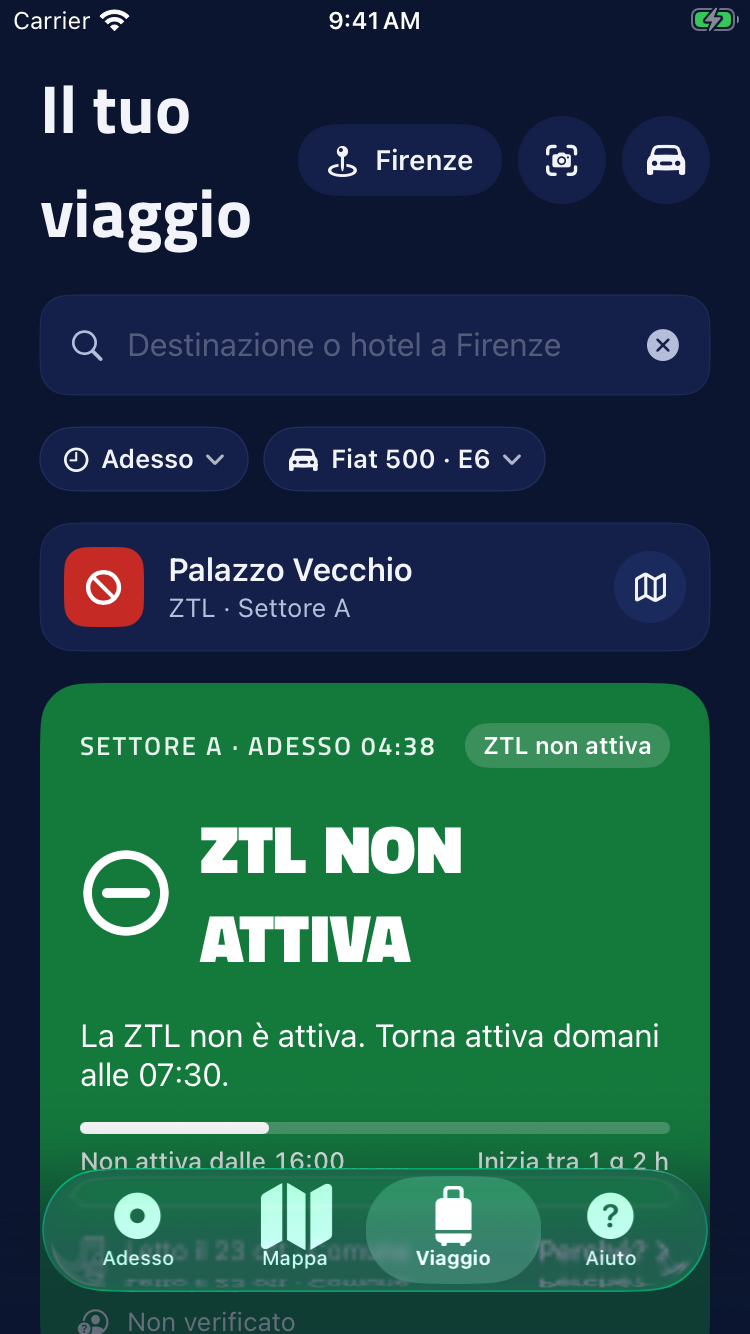 Carrier 9:41 AM
Il tuo
viaggio
Firenze
Destinazione o hotel a Firenze
Adesso
Fiat 500 · E6
Palazzo Vecchio
ZTL · Settore A
SETTORE A · ADESSO 04:38
ZTL non attiva
ZTL NON
ATTIVA
La ZTL non è attiva. Torna attiva domani
alle 07:30.
Non attiva dalle 16:00
Inizia tra 1 g 2 h
Adesso
Mappa
Viaggio
Aiuto
Non verificato